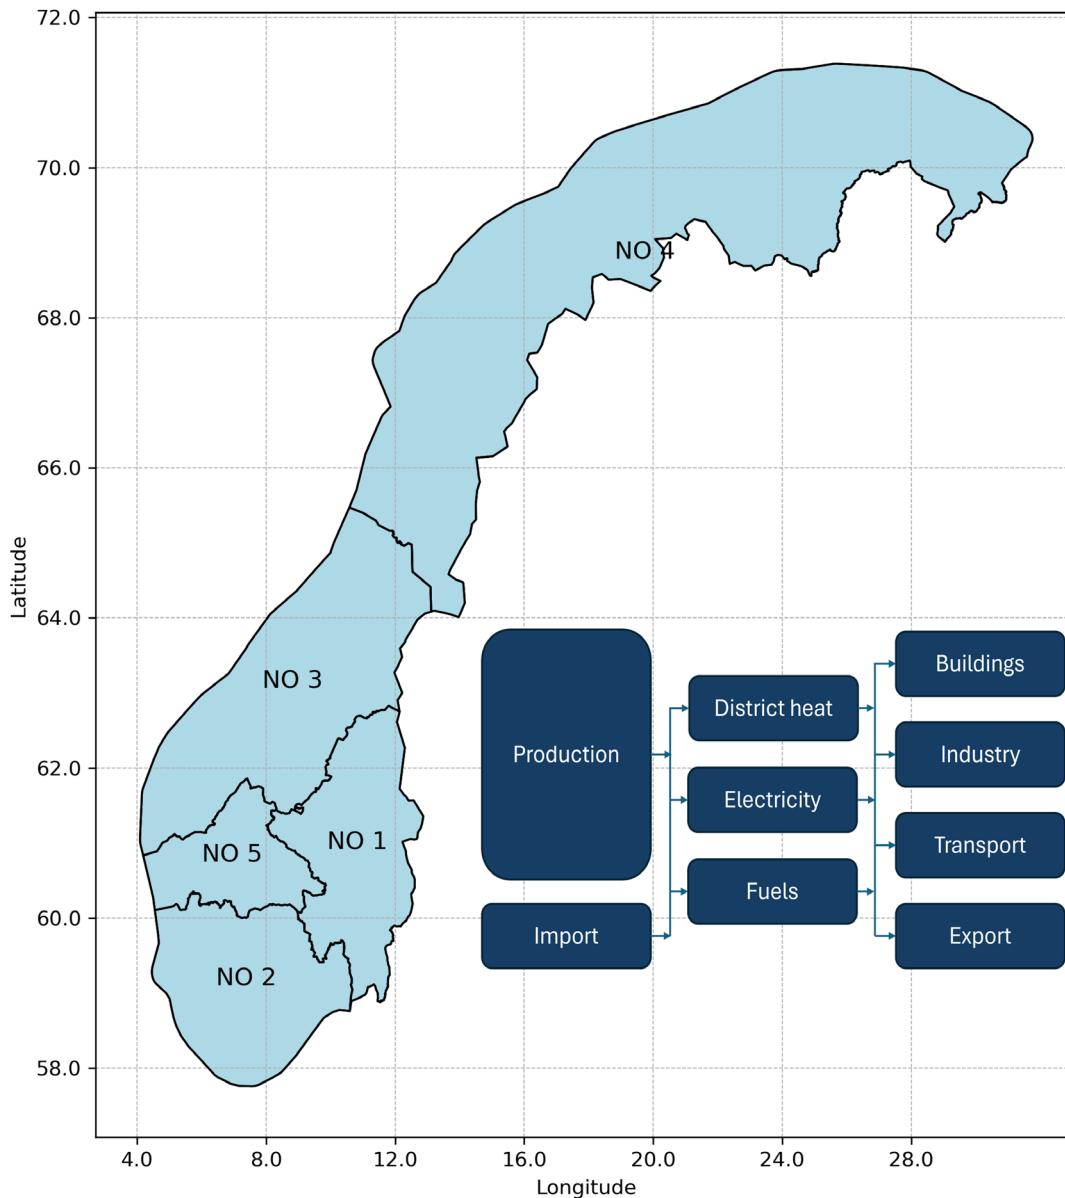 72.0
70.0
68.0
66.0
64.0
62.0
60.0
58.0
Latitude
NO 4
NO 3
NO 5
NO 1
NO 2
Production
Import
District heat
Electricity
Fuels
Buildings
Industry
Transport
Export
4.0 8.0 12.0 16.0 20.0 24.0 28.0
Longitude